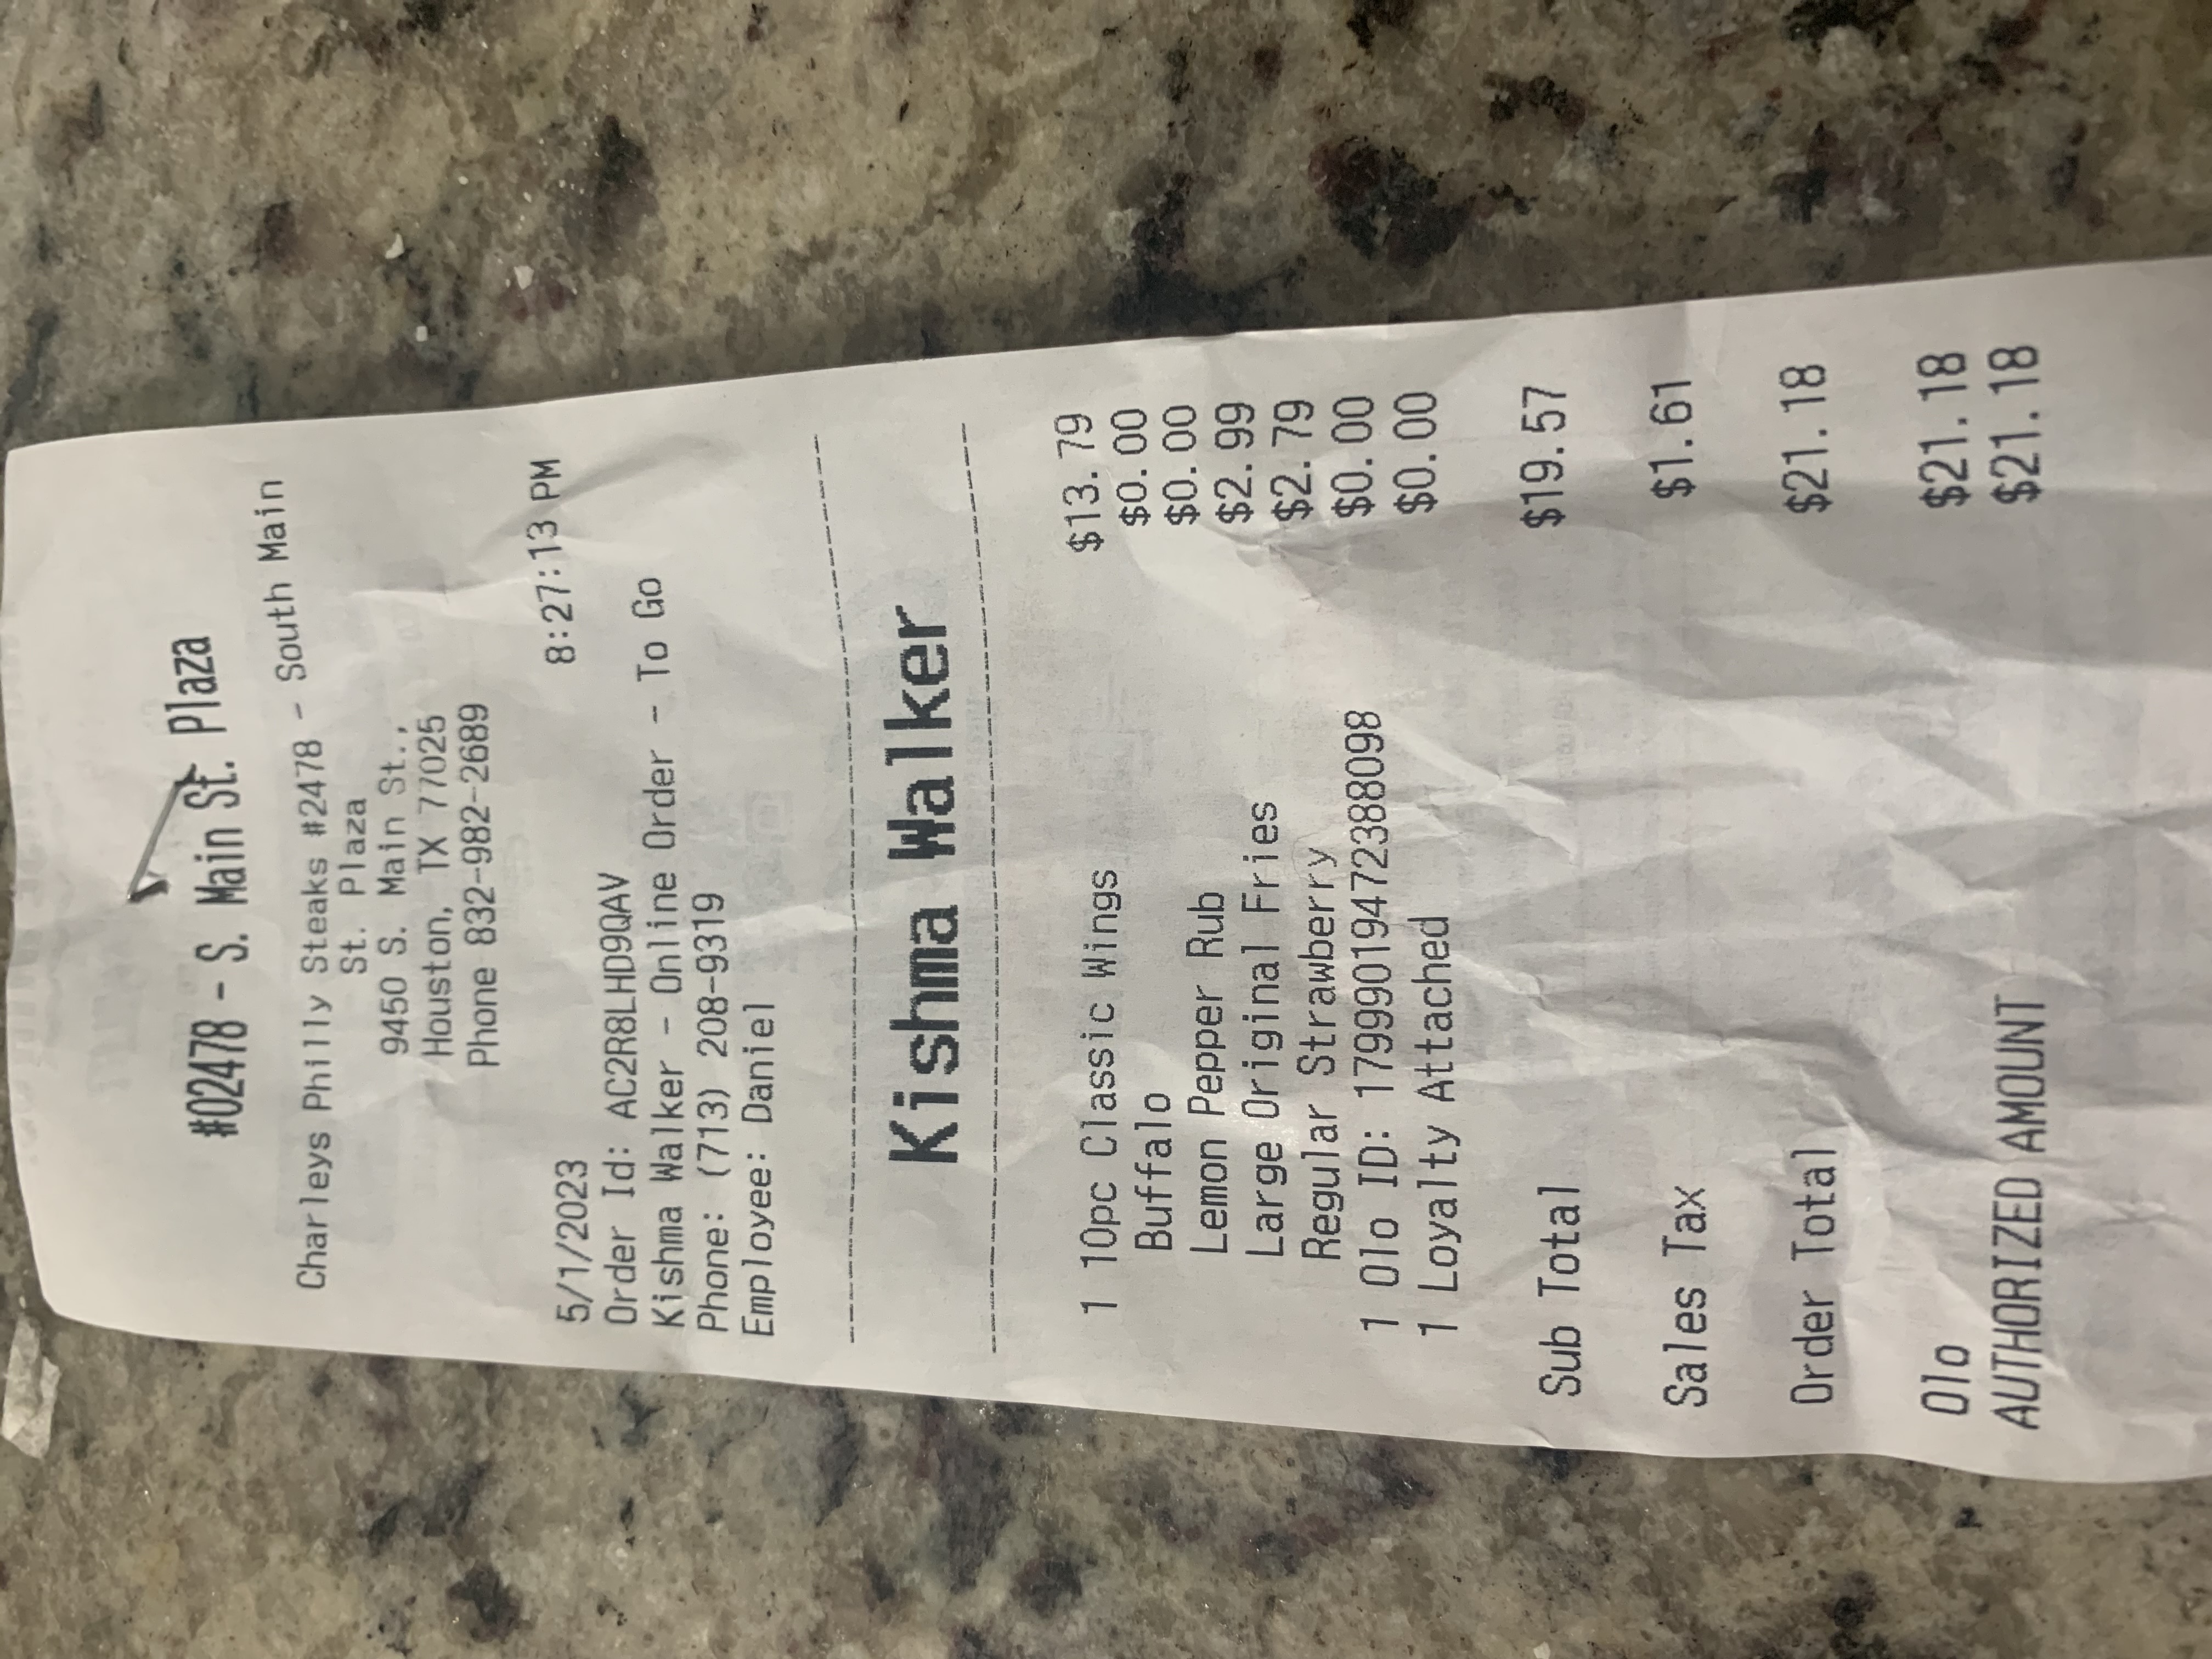 #02478 - S. Main St. Plaza
Charleys Philly Steaks #2478 - South Main
St. Plaza
9450 S. Main St.,
Houston, TX 77025
Phone 832-982-2689
5/1/2023 8:27:13 PM
Order Id: AC2R8LHD9QAV
Kishma Walker - Online Order - To Go
Phone: (713) 208-9319
Employee: Daniel
Kishma Walker
1 10pc Classic Wings $13.79
Buffalo $0.00
Lemon Pepper Rub $0.00
Large Original Fries $2.99
Regular Strawberry $2.79
1 Olo ID: 1799901947238809​8 $0.00
1 Loyalty Attached $0.00
Sub Total $19.57
Sales Tax $1.61
Order Total $21.18
Olo $21.18
AUTHORIZED AMOUNT $21.18